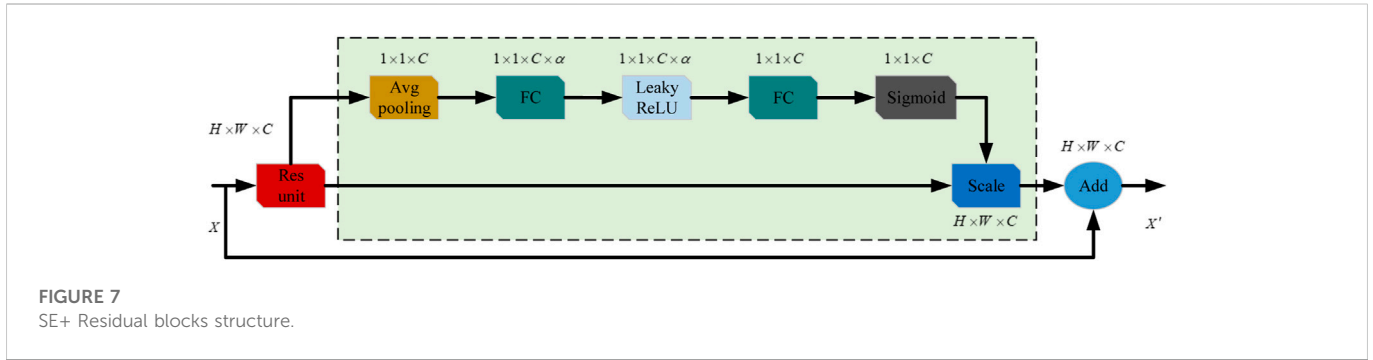 1×1×C
1×1×C×α
1×1×C×α
1×1×C
1×1×C
Avg
pooling
FC
Leaky
ReLU
FC
Sigmoid
H×W×C
H×W×C
Res
unit
Scale
Add
X
H×W×C
X'
FIGURE 7
SE+ Residual blocks structure.